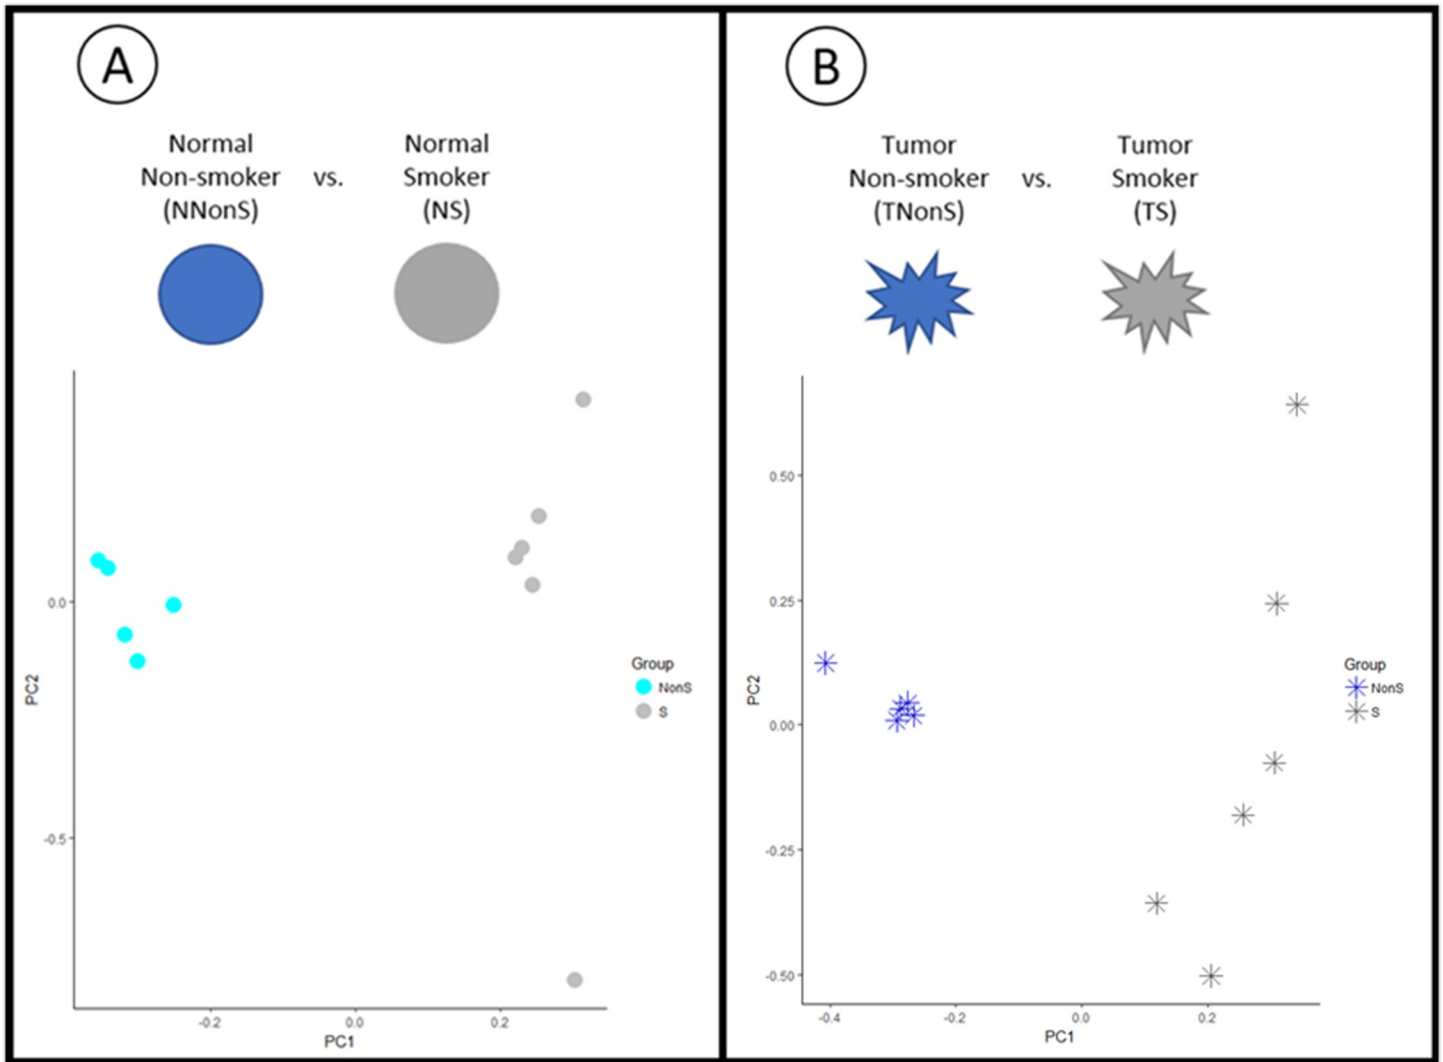 A
Normal
Non-smoker
(NNonS)
vs.
Normal
Smoker
(NS)
0.0
-0.5
PC2
-0.2
0.0
0.2
PC1
Group
NonS
S
B
Tumor
Non-smoker
(TNonS)
vs.
Tumor
Smoker
(TS)
0.50
0.25
0.00
-0.25
-0.50
PC2
-0.4
-0.2
0.0
0.2
PC1
Group
NonS
S